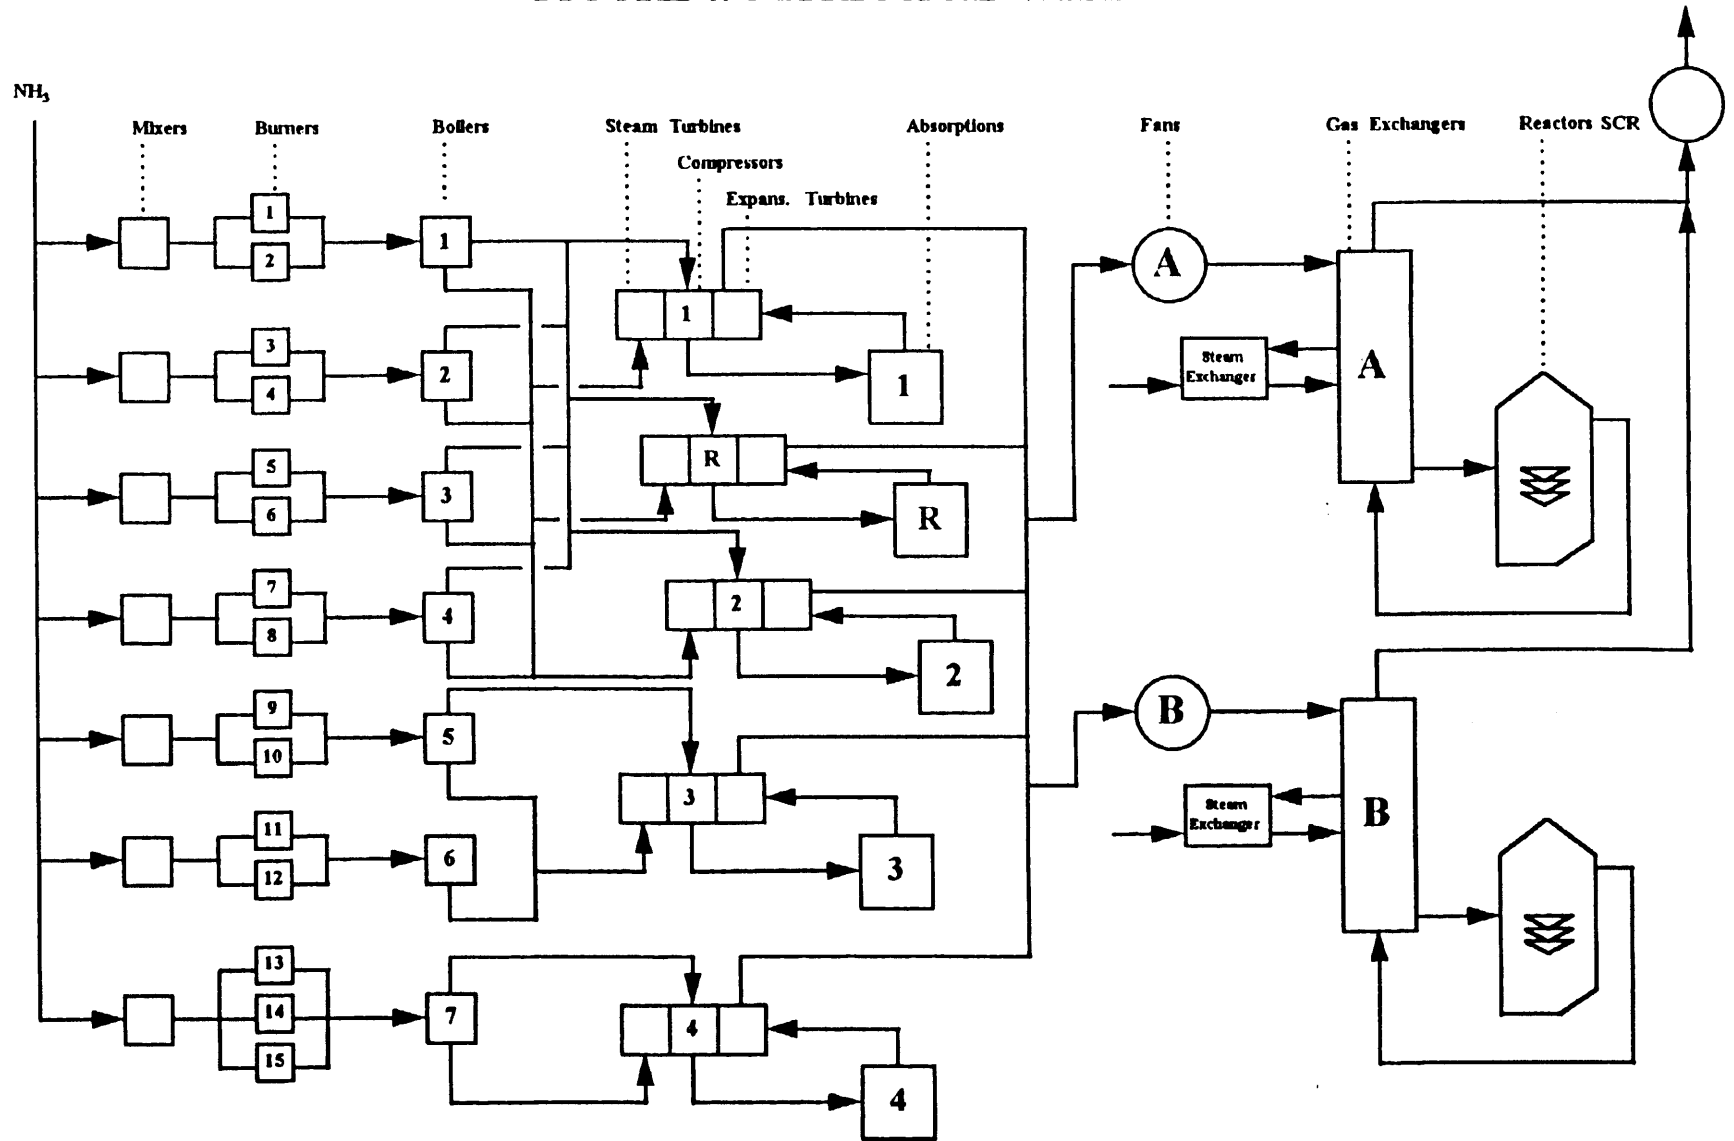 NH₃
Mixers
Burners
Boilers
Steam Turbines
Compressors
Expans. Turbines
Absorptions
Fans
Gas Exchangers
Reactors SCR
1
2
1
1
1
A
A
Steam
Exchanger
3
4
2
R
R
5
6
3
7
8
4
2
2
9
10
5
3
3
B
B
Steam
Exchanger
11
12
6
13
14
15
7
4
4